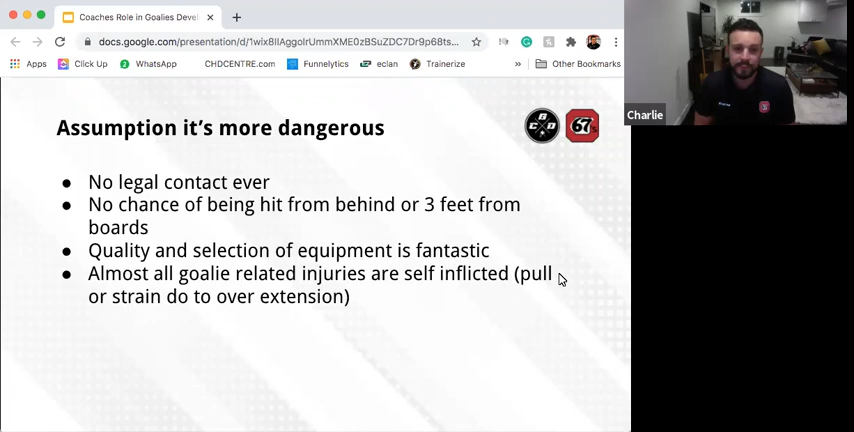 Coaches Role in Goalies Devel
docs.google.com/presentation/d/1wix8IIAggolrUmmXME0zBSuZDC7Dr9p68ts...
Apps Click Up WhatsApp CHDCENTRE.com Funnelytics eclan Trainerize » Other Bookmarks
Charlie
Assumption it's more dangerous
67's
● No legal contact ever
● No chance of being hit from behind or 3 feet from
boards
● Quality and selection of equipment is fantastic
● Almost all goalie related injuries are self inflicted (pull
or strain do to over extension)